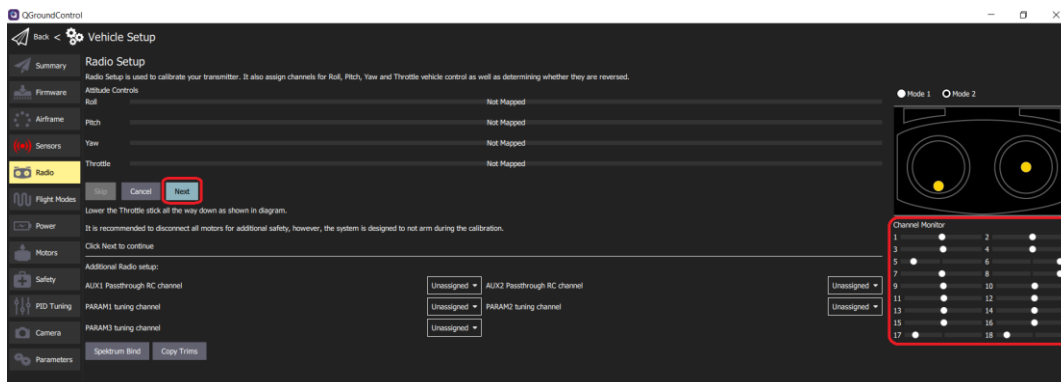 QGroundControl
Back < Vehicle Setup
Summary
Firmware
Airframe
Sensors
Radio
Flight Modes
Power
Motors
Safety
PID Tuning
Camera
Parameters
Radio Setup
Radio Setup is used to calibrate your transmitter. It also assign channels for Roll, Pitch, Yaw and Throttle vehicle control as well as determining whether they are reversed.
Attitude Controls
Roll Not Mapped
Pitch Not Mapped
Yaw Not Mapped
Throttle Not Mapped
Skip Cancel Next
Lower the Throttle stick all the way down as shown in diagram.
It is recommended to disconnect all motors for additional safety, however, the system is designed to not arm during the calibration.
Click Next to continue
Additional Radio setup:
AUX1 Passthrough RC channel Unassigned AUX2 Passthrough RC channel Unassigned
PARAM1 tuning channel Unassigned PARAM2 tuning channel Unassigned
PARAM3 tuning channel Unassigned
Spektrum Bind Copy Trims
Mode 1 Mode 2
Channel Monitor
1 2
3 4
5 6
7 8
9 10
11 12
13 14
15 16
17 18